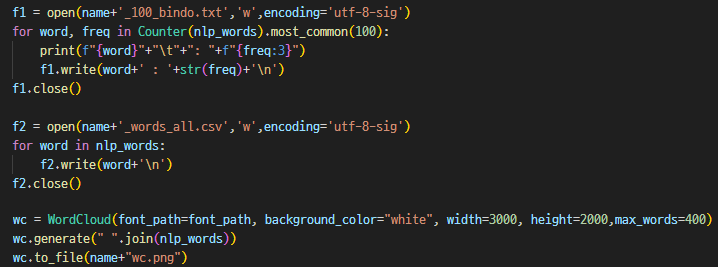 f1 = open(name+'_100_bindo.txt','w',encoding='utf-8-sig')
for word, freq in Counter(nlp_words).most_common(100):
    print(f"{word}"+"\t"+": "+f"{freq:3}")
    f1.write(word+' : '+str(freq)+'\n')
f1.close()

f2 = open(name+'_words_all.csv','w',encoding='utf-8-sig')
for word in nlp_words:
    f2.write(word+'\n')
f2.close()

wc = WordCloud(font_path=font_path, background_color="white", width=3000, height=2000,max_words=400)
wc.generate(" ".join(nlp_words))
wc.to_file(name+"wc.png")